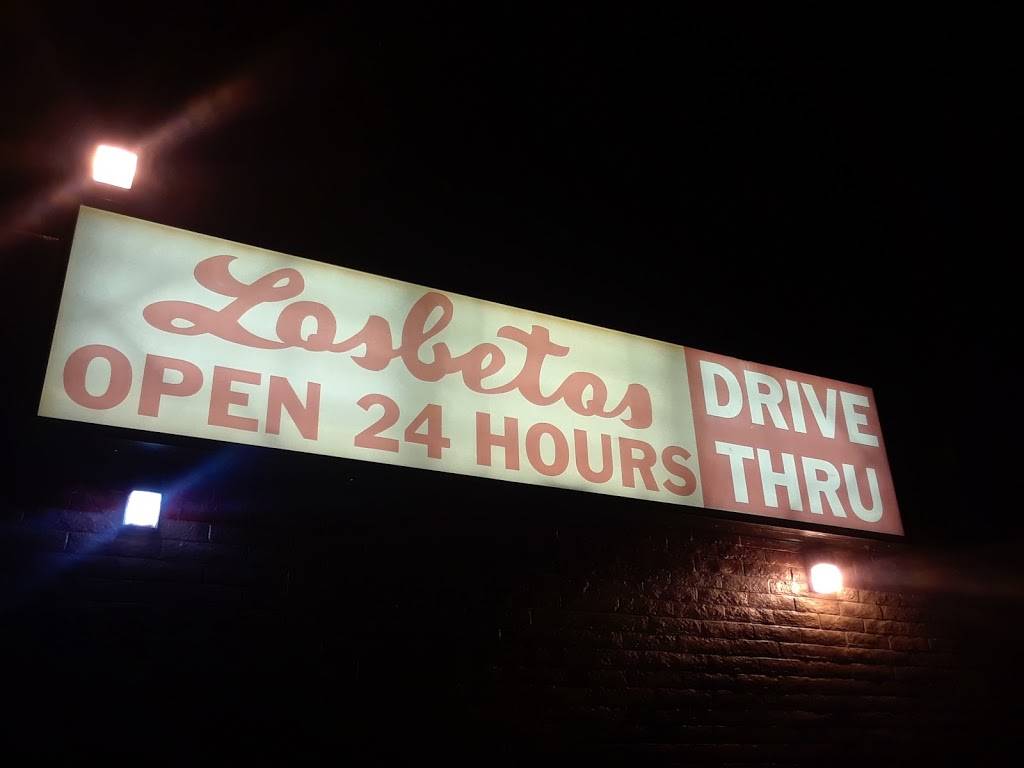 Losbetos
OPEN 24 HOURS
DRIVE
THRU